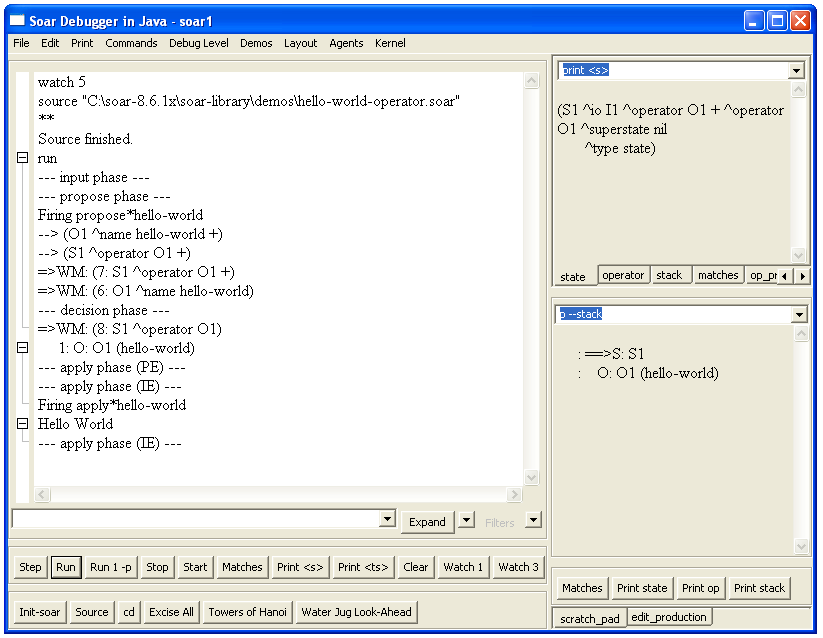 Soar Debugger in Java - soar1
File Edit Print Commands Debug Level Demos Layout Agents Kernel
watch 5
source "C:\soar-8.6.1x\soar-library\demos\hello-world-operator.soar"
**
Source finished.
run
--- input phase ---
--- propose phase ---
Firing propose*hello-world
--> (O1 ^name hello-world +)
--> (S1 ^operator O1 +)
=>WM: (7: S1 ^operator O1 +)
=>WM: (6: O1 ^name hello-world)
--- decision phase ---
=>WM: (8: S1 ^operator O1)
1: O: O1 (hello-world)
--- apply phase (PE) ---
--- apply phase (IE) ---
Firing apply*hello-world
Hello World
--- apply phase (IE) ---
Expand Filters
Step Run Run 1 -p Stop Start Matches Print <s> Print <ts> Clear Watch 1 Watch 3
Init-soar Source cd Excise All Towers of Hanoi Water Jug Look-Ahead
print <s>
(S1 ^io I1 ^operator O1 + ^operator
O1 ^superstate nil
^type state)
state operator stack matches op_pr
p --stack
: ==>S: S1
: O: O1 (hello-world)
Matches Print state Print op Print stack
scratch_pad edit_production